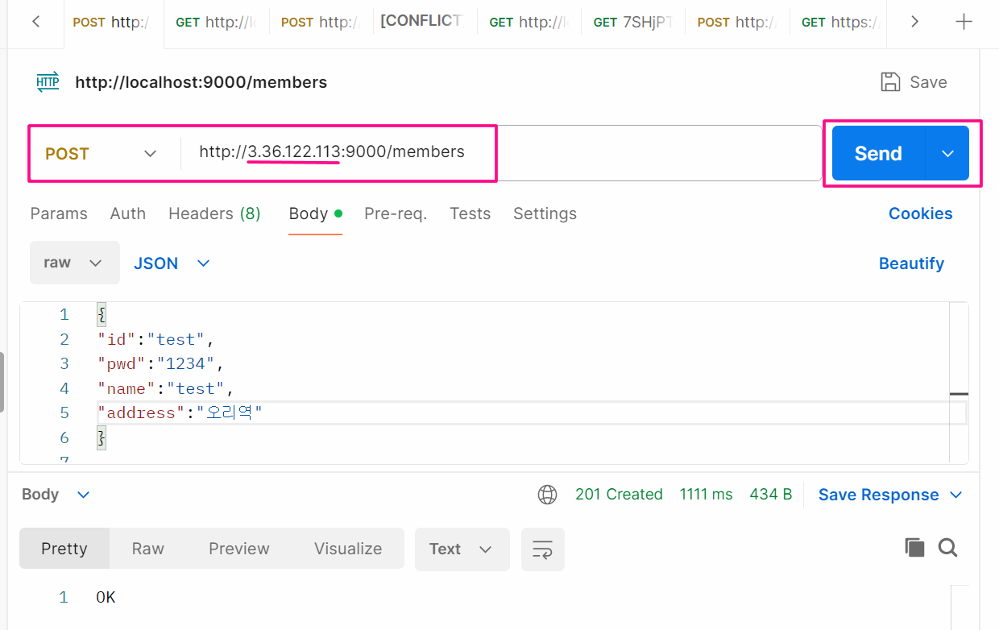 POST http:/ GET http://l POST http:/ [CONFLICT GET http://l GET 7SHjPT POST http:/ GET https:/
HTTP http://localhost:9000/members Save
POST http://3.36.122.113:9000/members Send
Params Auth Headers (8) Body Pre-req. Tests Settings Cookies
raw JSON Beautify
1 {
2 "id":"test",
3 "pwd":"1234",
4 "name":"test",
5 "address":"오리역"
6 }
7
Body 201 Created 1111 ms 434 B Save Response
Pretty Raw Preview Visualize Text
1 OK